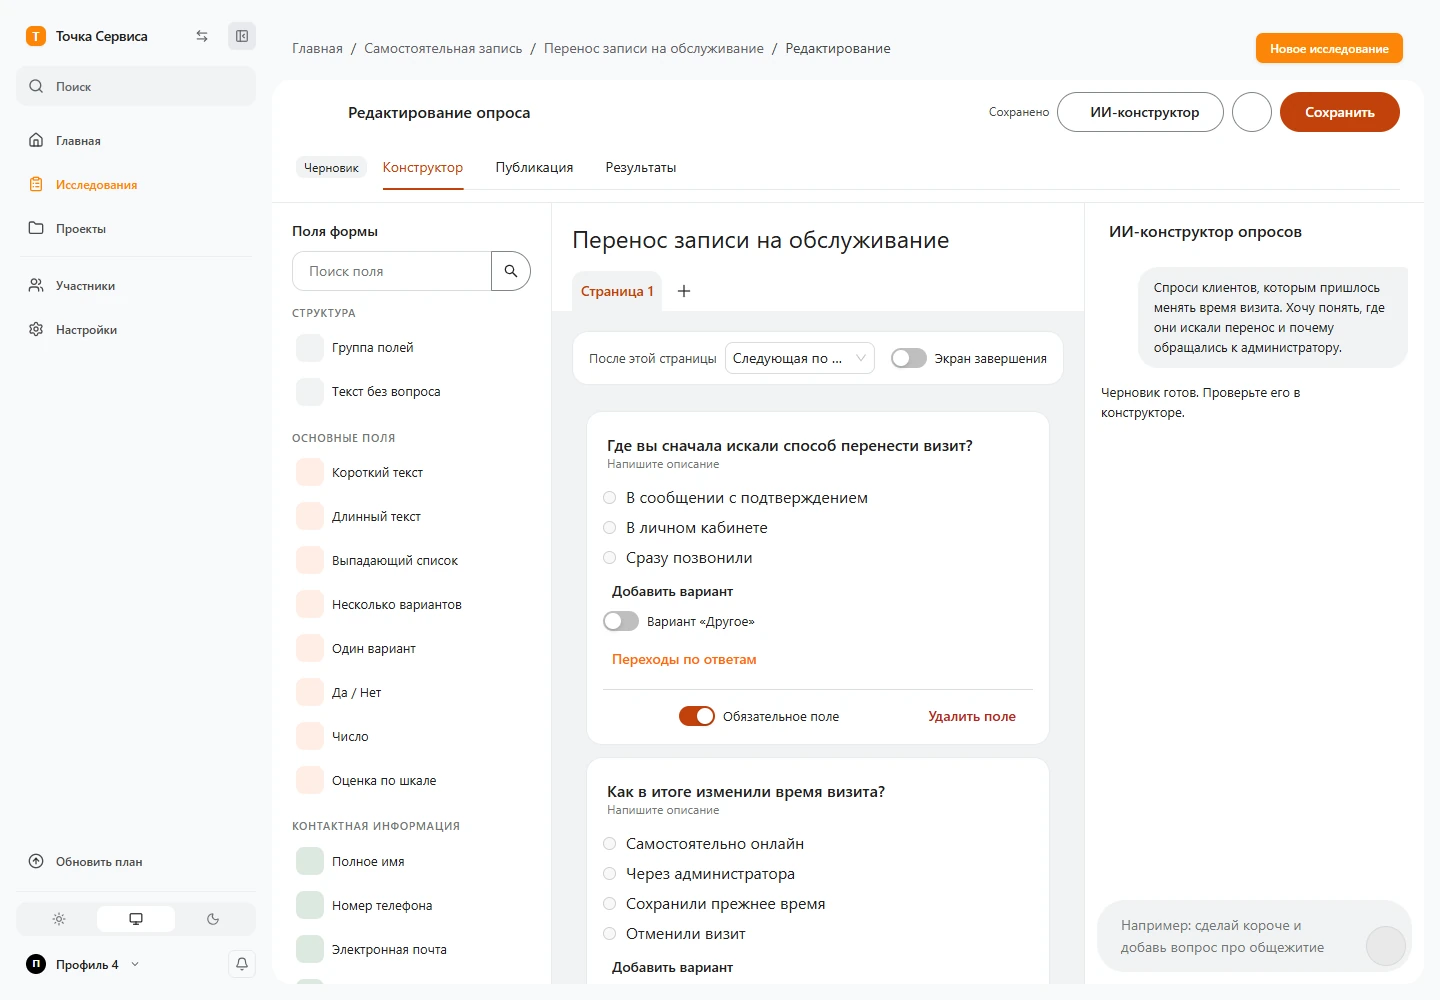 Т Точка Сервиса
Поиск
Главная
Исследования
Проекты
Участники
Настройки
Обновить план
П Профиль 4
Главная / Самостоятельная запись / Перенос записи на обслуживание / Редактирование
Новое исследование
Редактирование опроса
Сохранено
ИИ-конструктор
Сохранить
Черновик
Конструктор
Публикация
Результаты
Поля формы
Поиск поля
СТРУКТУРА
Группа полей
Текст без вопроса
ОСНОВНЫЕ ПОЛЯ
Короткий текст
Длинный текст
Выпадающий список
Несколько вариантов
Один вариант
Да / Нет
Число
Оценка по шкале
КОНТАКТНАЯ ИНФОРМАЦИЯ
Полное имя
Номер телефона
Электронная почта
Перенос записи на обслуживание
Страница 1
После этой страницы
Следующая по ...
Экран завершения
Где вы сначала искали способ перенести визит?
Напишите описание
В сообщении с подтверждением
В личном кабинете
Сразу позвонили
Добавить вариант
Вариант «Другое»
Переходы по ответам
Обязательное поле
Удалить поле
Как в итоге изменили время визита?
Напишите описание
Самостоятельно онлайн
Через администратора
Сохранили прежнее время
Отменили визит
Добавить вариант
ИИ-конструктор опросов
Спроси клиентов, которым пришлось
менять время визита. Хочу понять, где
они искали перенос и почему
обращались к администратору.
Черновик готов. Проверьте его в
конструкторе.
Например: сделай короче и
добавь вопрос про общежитие